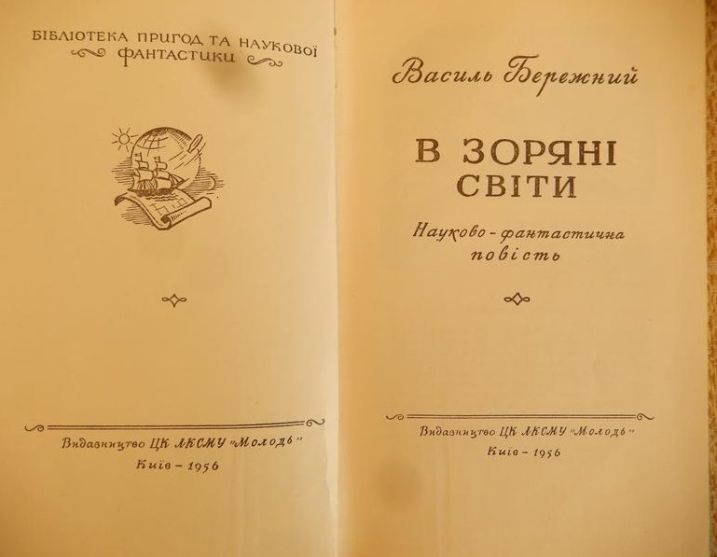 БІБЛІОТЕКА ПРИГОД ТА НАУКОВОЇ
ФАНТАСТИКИ
Видавництво ЦК ЛКСМУ "Молодь"
Київ – 1956
Василь Бережний
В ЗОРЯНІ
СВІТИ
Науково-фантастична
повість
Видавництво ЦК ЛКСМУ "Молодь"
Київ – 1956